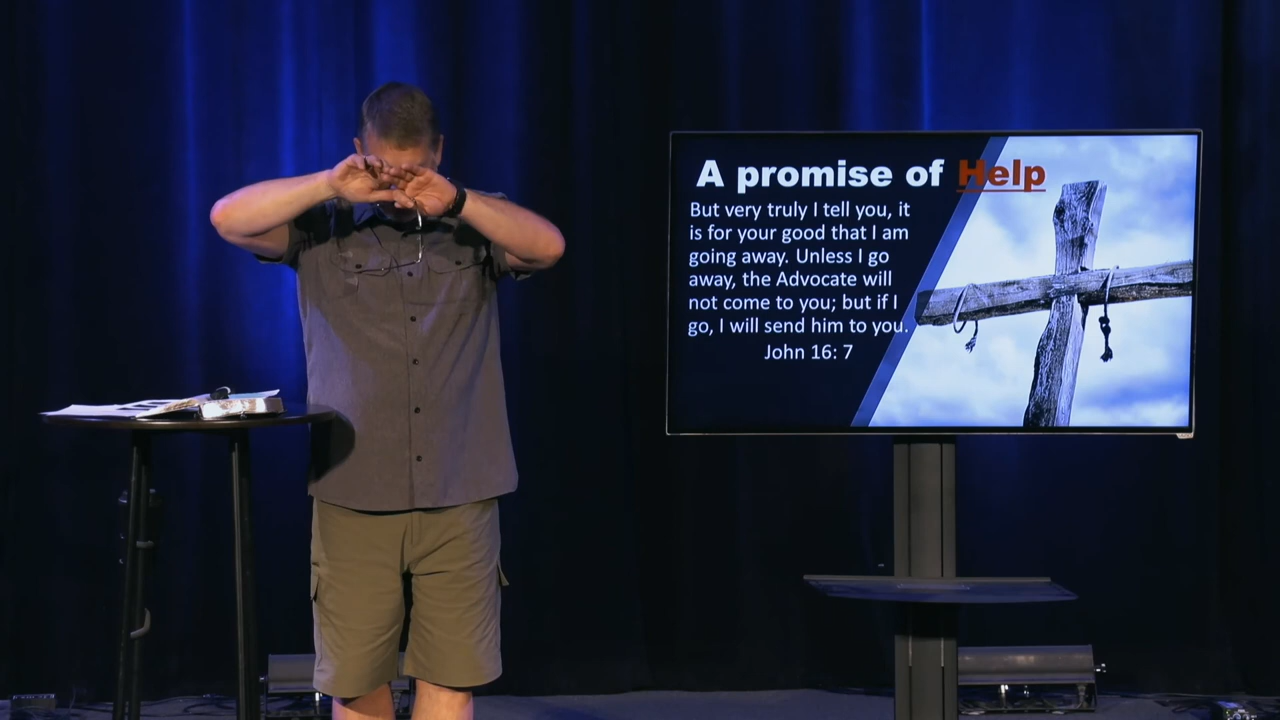 A promise of Help
But very truly I tell you, it
is for your good that I am
going away. Unless I go
away, the Advocate will
not come to you; but if I
go, I will send him to you.
John 16: 7